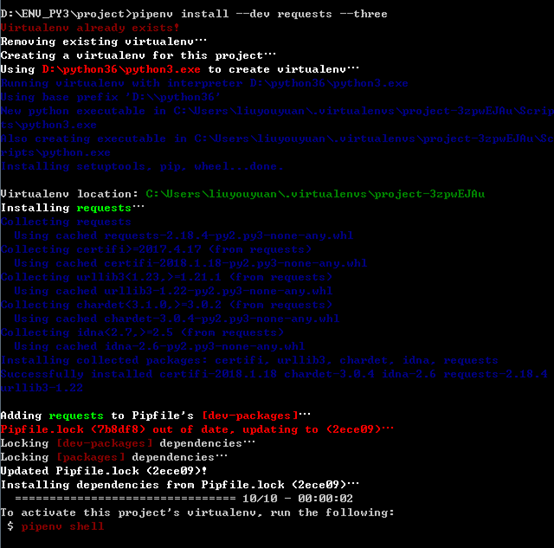 D:\ENV_PY3\project>pipenv install --dev requests --three
Virtualenv already exists!
Removing existing virtualenv…
Creating a virtualenv for this project…
Using D:\python36\python3.exe to create virtualenv…
Running virtualenv with interpreter D:\python36\python3.exe
Using base prefix 'D:\\python36'
New python executable in C:\Users\liuyouyuan\.virtualenvs\project-3zpwEJAu\Scrip
ts\python3.exe
Also creating executable in C:\Users\liuyouyuan\.virtualenvs\project-3zpwEJAu\Sc
ripts\python.exe
Installing setuptools, pip, wheel...done.
Virtualenv location: C:\Users\liuyouyuan\.virtualenvs\project-3zpwEJAu
Installing requests…
Collecting requests
Using cached requests-2.18.4-py2.py3-none-any.whl
Collecting certifi>=2017.4.17 (from requests)
Using cached certifi-2018.1.18-py2.py3-none-any.whl
Collecting urllib3<1.23,>=1.21.1 (from requests)
Using cached urllib3-1.22-py2.py3-none-any.whl
Collecting chardet<3.1.0,>=3.0.2 (from requests)
Using cached chardet-3.0.4-py2.py3-none-any.whl
Collecting idna<2.7,>=2.5 (from requests)
Using cached idna-2.6-py2.py3-none-any.whl
Installing collected packages: certifi, urllib3, chardet, idna, requests
Successfully installed certifi-2018.1.18 chardet-3.0.4 idna-2.6 requests-2.18.4
urllib3-1.22
Adding requests to Pipfile's [dev-packages]…
Pipfile.lock (7b8df8) out of date, updating to (2ece09)…
Locking [dev-packages] dependencies…
Locking [packages] dependencies…
Updated Pipfile.lock (2ece09)!
Installing dependencies from Pipfile.lock (2ece09)…
================================ 10/10 - 00:00:02
To activate this project's virtualenv, run the following:
$ pipenv shell